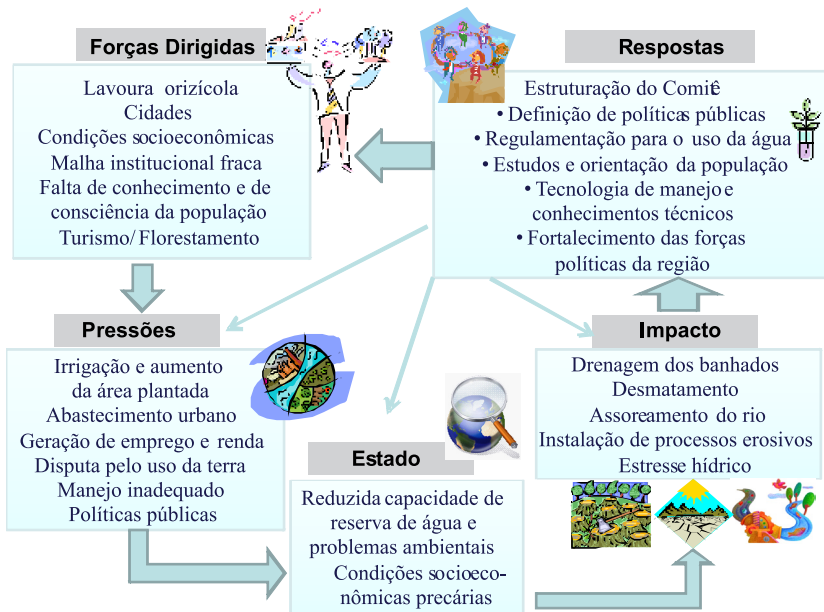 Forças Dirigidas
Lavoura orizícola
Cidades
Condições socioeconômicas
Malha institucional fraca
Falta de conhecimento e de
consciência da população
Turismo/Florestamento
Respostas
Estruturação do Comitê
• Definição de políticas públicas
• Regulamentação para o uso da água
• Estudos e orientação da população
• Tecnologia de manejo e
conhecimentos técnicos
• Fortalecimento das forças
políticas da região
Pressões
Irrigação e aumento
da área plantada
Abastecimento urbano
Geração de emprego e renda
Disputa pelo uso da terra
Manejo inadequado
Políticas públicas
Estado
Reduzida capacidade de
reserva de água e
problemas ambientais
Condições socioeco-
nômicas precárias
Impacto
Drenagem dos banhados
Desmatamento
Assoreamento do rio
Instalação de processos erosivos
Estresse hídrico